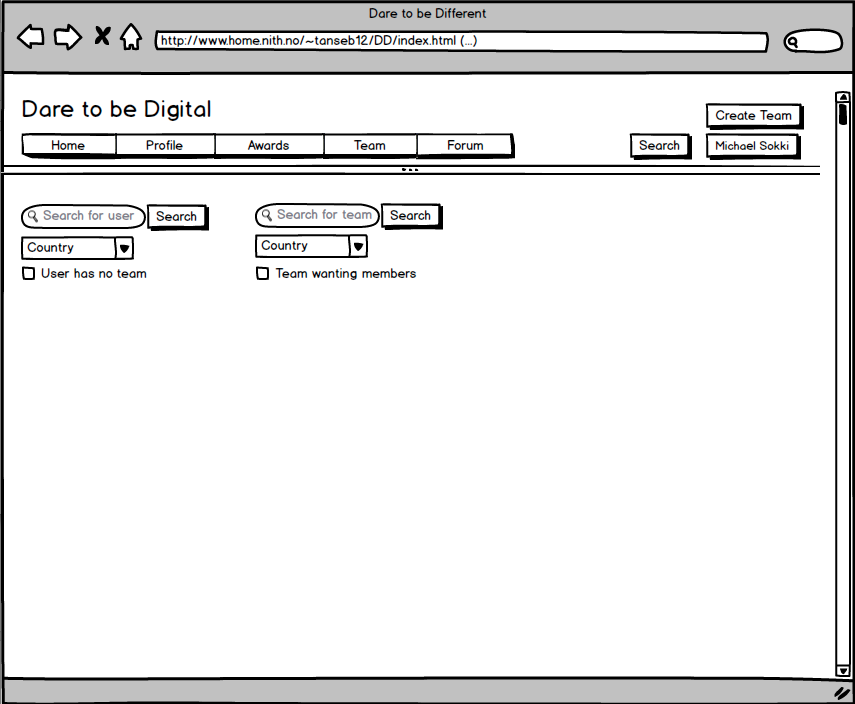 Dare to be Different
http://www.home.nith.no/~tanseb12/DD/index.html (...)
Dare to be Digital
Create Team
Home Profile Awards Team Forum Search Michael Sokki
Search for user Search Search for team Search
Country Country
User has no team Team wanting members